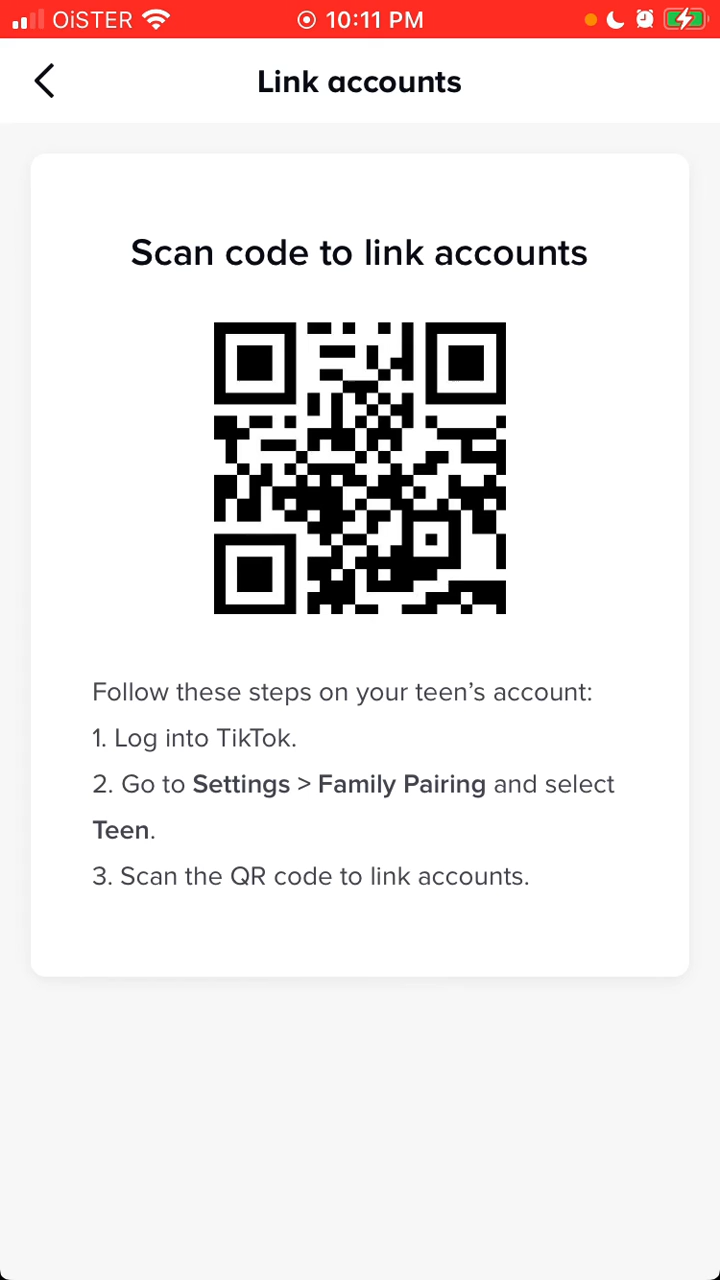 OiSTER 10:11 PM
Link accounts
Scan code to link accounts
Follow these steps on your teen’s account:
1. Log into TikTok.
2. Go to Settings > Family Pairing and select
Teen.
3. Scan the QR code to link accounts.